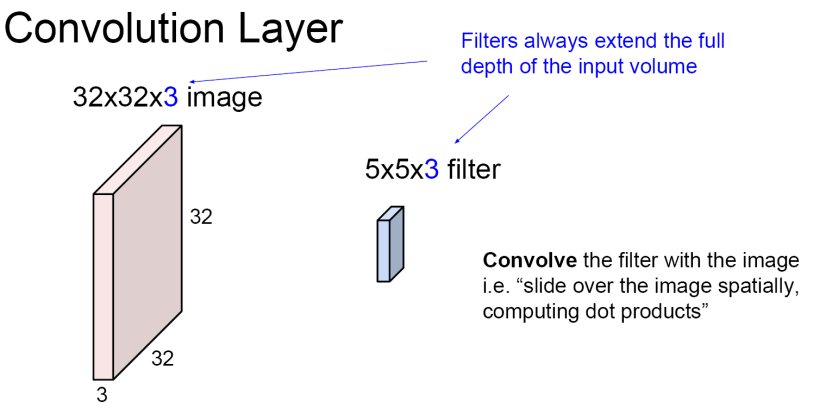 Convolution Layer
Filters always extend the full
depth of the input volume
32x32x3 image
5x5x3 filter
32
Convolve the filter with the image
i.e. “slide over the image spatially,
computing dot products”
32
3